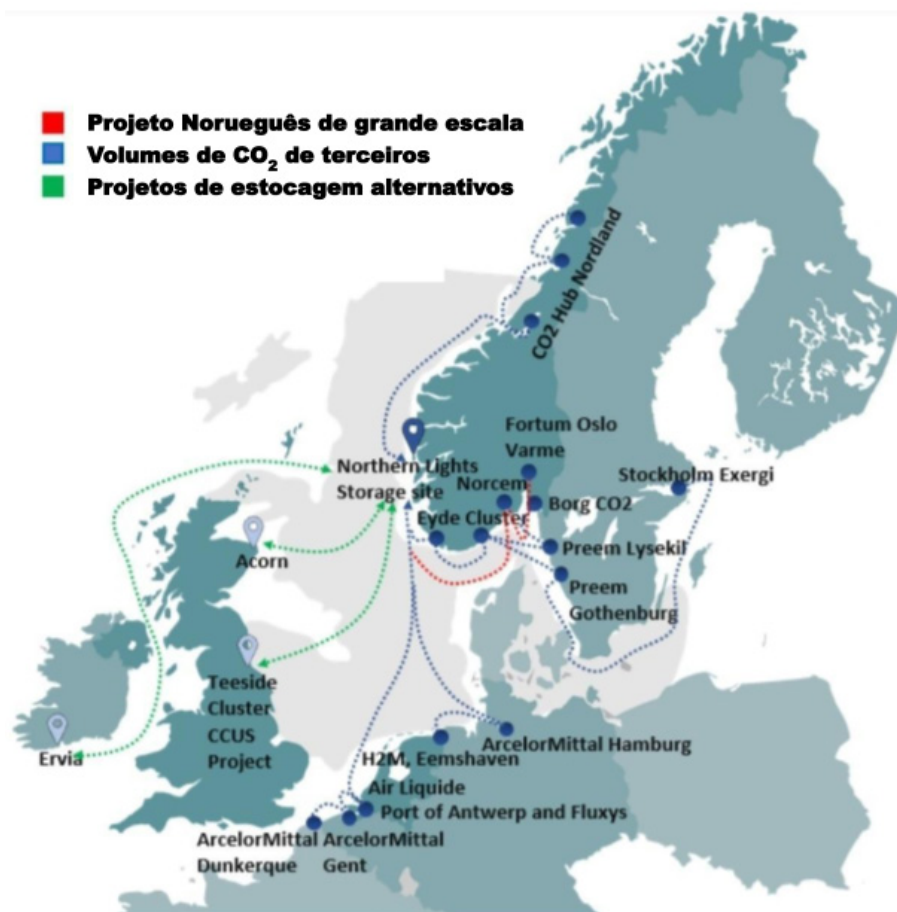 Projeto Norueguês de grande escala
Volumes de CO₂ de terceiros
Projetos de estocagem alternativos
CO2 Hub Nordland
Fortum Oslo
Varme
Northern Lights
Storage site
Norcem
Stockholm Exergi
Borg CO2
Eyde Cluster
Acorn
Preem Lysekil
Preem
Gothenburg
Teeside
Cluster
CCUS
Project
Ervia
ArcelorMittal Hamburg
H2M, Eemshaven
Air Liquide
Port of Antwerp and Fluxys
ArcelorMittal
Dunkerque
ArcelorMittal
Gent